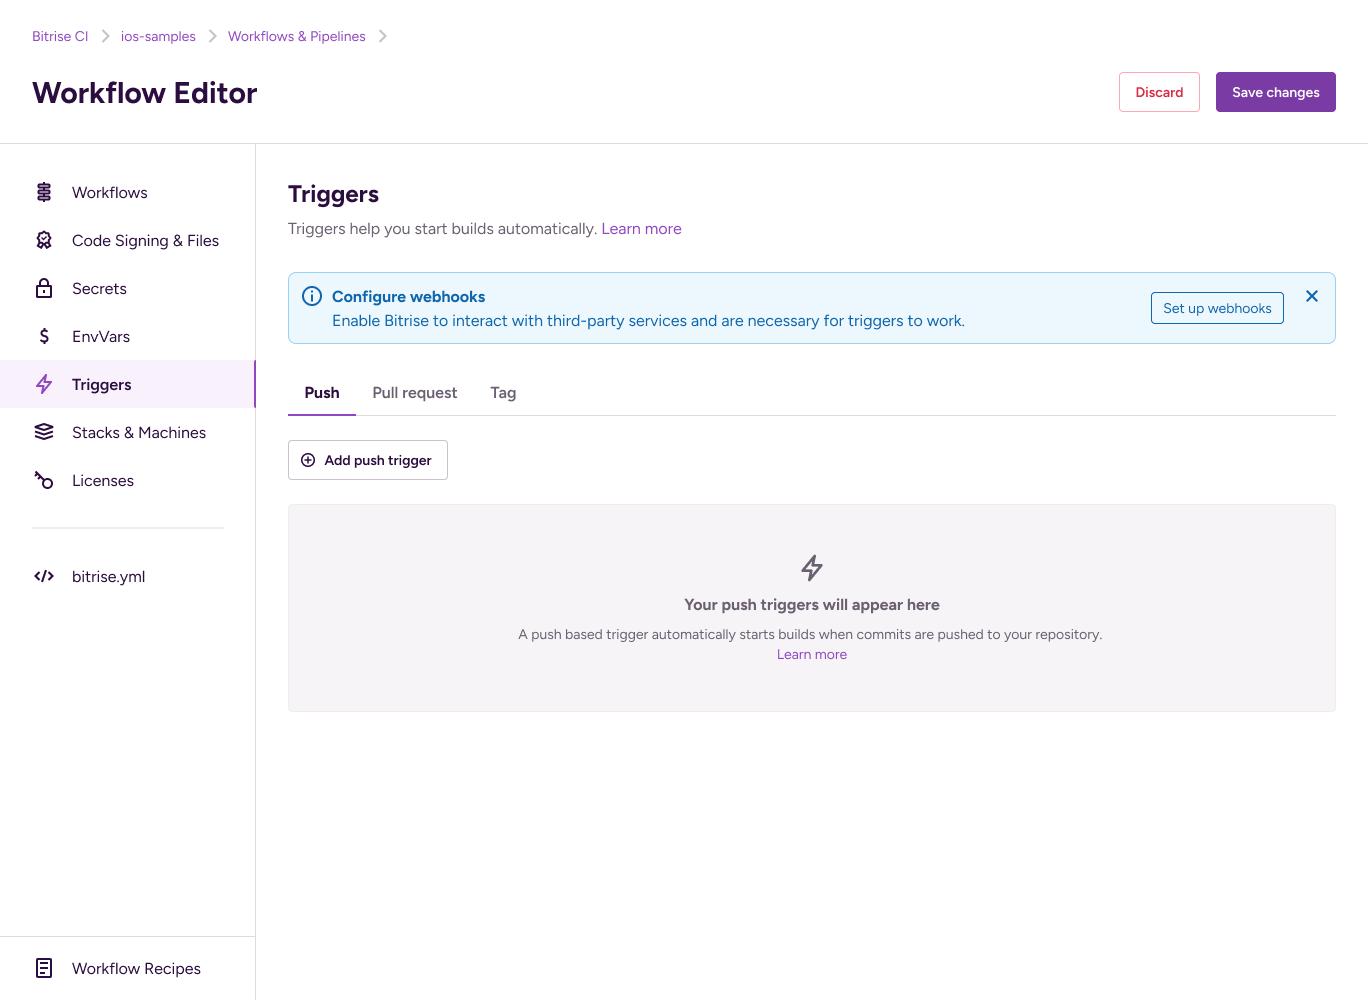 Bitrise CI
ios-samples
Workflows & Pipelines
Workflow Editor
Discard
Save changes
Workflows
Code Signing & Files
Secrets
EnvVars
Triggers
Stacks & Machines
Licenses
bitrise.yml
Workflow Recipes
Triggers
Triggers help you start builds automatically. Learn more
Configure webhooks
Enable Bitrise to interact with third-party services and are necessary for triggers to work.
Set up webhooks
Push
Pull request
Tag
Add push trigger
Your push triggers will appear here
A push based trigger automatically starts builds when commits are pushed to your repository.
Learn more